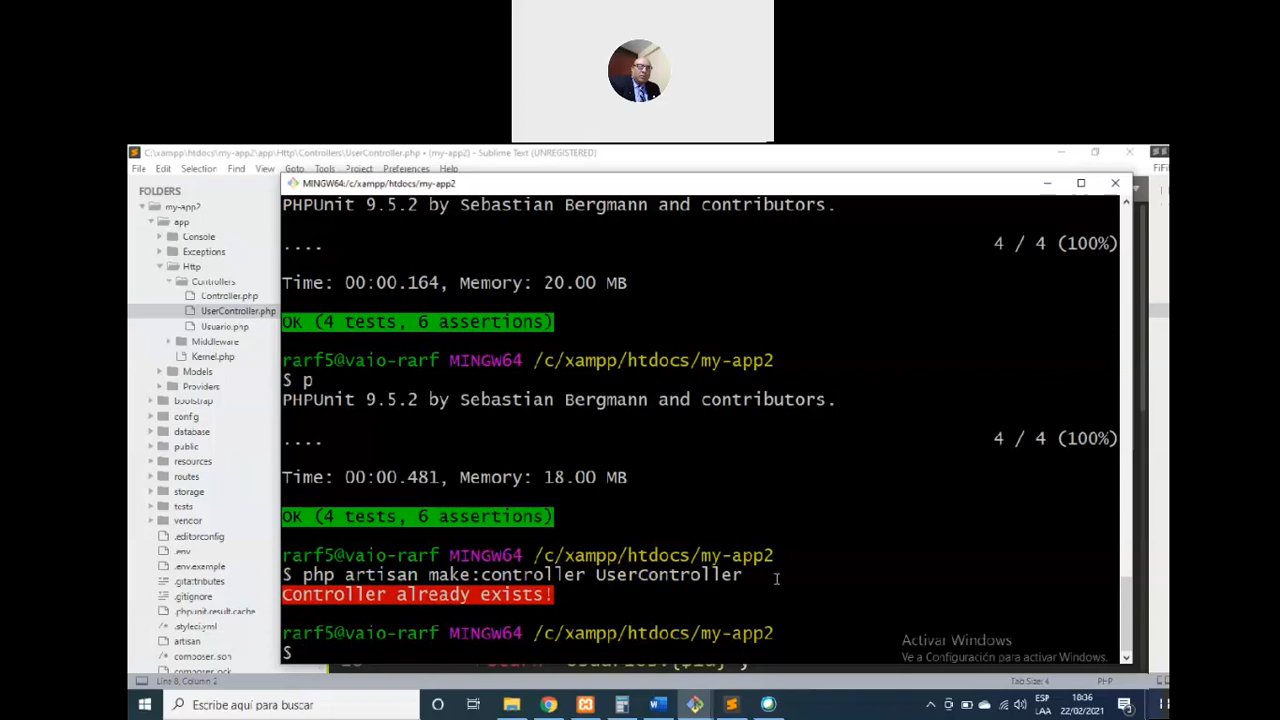 C:\xampp\htdocs\my-app2\app\Http\Controllers\UserController.php • (my-app2) - Sublime Text (UNREGISTERED)
File Edit Selection Find View Goto Tools Project Preferences Help
FOLDERS
my-app2
app
Console
Exceptions
Http
Controllers
Controller.php
UserController.php
Usuario.php
Middleware
Kernel.php
Models
Providers
bootstrap
config
database
public
resources
routes
storage
tests
vendor
.editorconfig
.env
.env
.gitattributes
.gitignore
.phpunit.result.cache
.styleci.yml
artisan
composer.json
composer.lock
MINGW64:/c/xampp/htdocs/my-app2
PHPUnit 9.5.2 by Sebastian Bergmann and contributors.
.... 4 / 4 (100%)
Time: 00:00.164, Memory: 20.00 MB
OK (4 tests, 6 assertions)
rarf5@vaio-rarf MINGW64 /c/xampp/htdocs/my-app2
$ p
PHPUnit 9.5.2 by Sebastian Bergmann and contributors.
.... 4 / 4 (100%)
Time: 00:00.481, Memory: 18.00 MB
OK (4 tests, 6 assertions)
rarf5@vaio-rarf MINGW64 /c/xampp/htdocs/my-app2
$ php artisan make:controller UserController
Controller already exists!
rarf5@vaio-rarf MINGW64 /c/xampp/htdocs/my-app2
$
Activar Windows
Ve a Configuración para activar Windows.
Line 8, Column 2 Tab Size: 4 PHP
Escribe aquí para buscar
ESP
LAA
10:36
22/02/2021